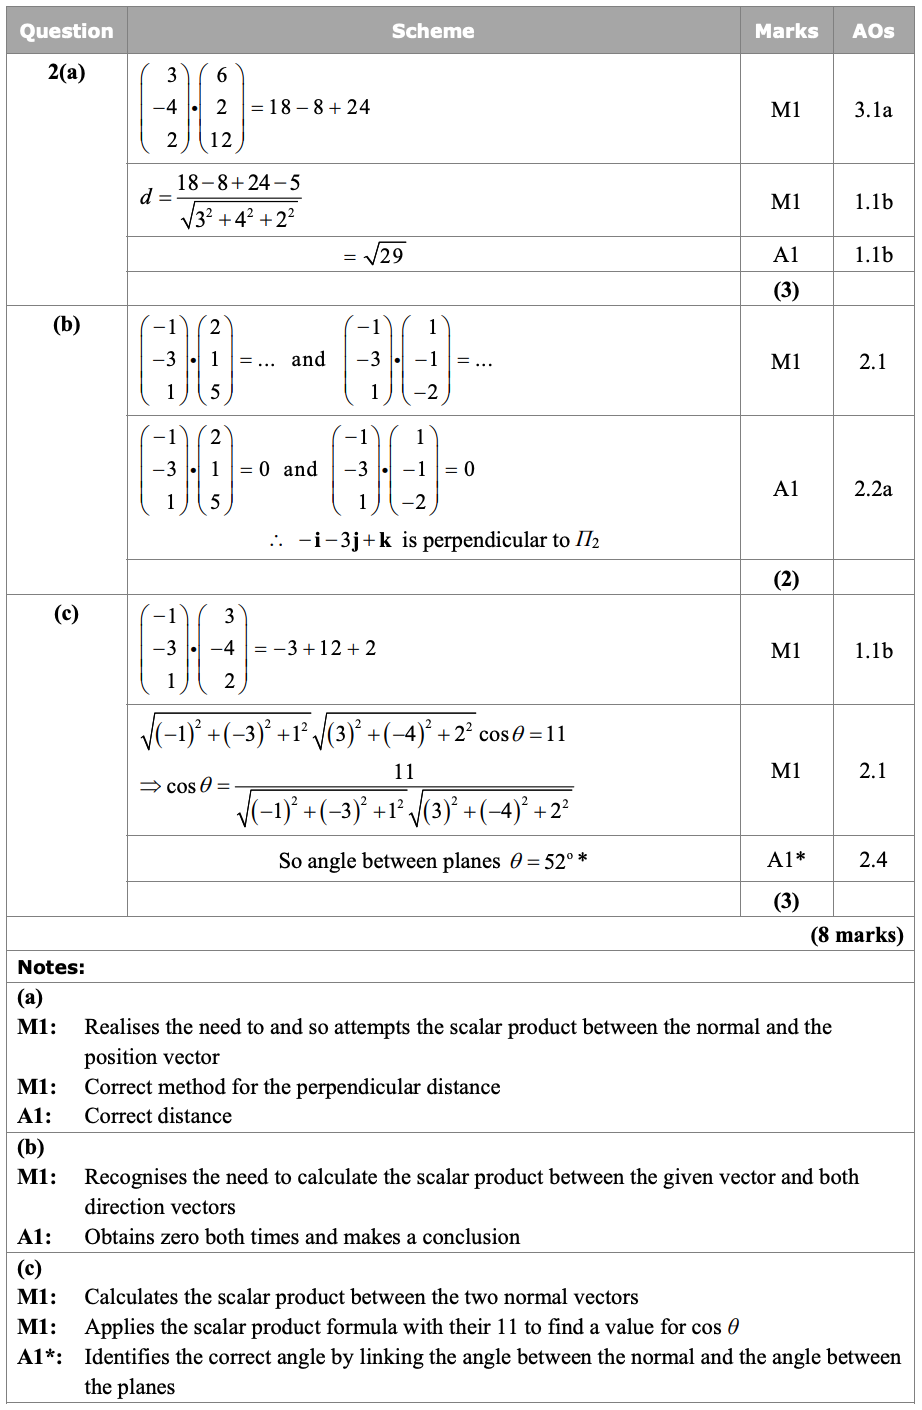 Question Scheme Marks AOs
2(a) $\begin{pmatrix} 3 \\ -4 \\ 2 \end{pmatrix} \bullet \begin{pmatrix} 6 \\ 2 \\ 12 \end{pmatrix} = 18 - 8 + 24$ M1 3.1a
$d = \frac{18-8+24-5}{\sqrt{3^2+4^2+2^2}}$ M1 1.1b
$= \sqrt{29}$ A1 1.1b
(3)
(b) $\begin{pmatrix} -1 \\ -3 \\ 1 \end{pmatrix} \bullet \begin{pmatrix} 2 \\ 1 \\ 5 \end{pmatrix} = ...$ and $\begin{pmatrix} -1 \\ -3 \\ 1 \end{pmatrix} \bullet \begin{pmatrix} 1 \\ -1 \\ -2 \end{pmatrix} = ...$ M1 2.1
$\begin{pmatrix} -1 \\ -3 \\ 1 \end{pmatrix} \bullet \begin{pmatrix} 2 \\ 1 \\ 5 \end{pmatrix} = 0$ and $\begin{pmatrix} -1 \\ -3 \\ 1 \end{pmatrix} \bullet \begin{pmatrix} 1 \\ -1 \\ -2 \end{pmatrix} = 0$ A1 2.2a
∴ −i − 3j + k is perpendicular to $\Pi_2$
(2)
(c) $\begin{pmatrix} -1 \\ -3 \\ 1 \end{pmatrix} \bullet \begin{pmatrix} 3 \\ -4 \\ 2 \end{pmatrix} = -3 + 12 + 2$ M1 1.1b
$\sqrt{(-1)^2+(-3)^2+1^2}\sqrt{(3)^2+(-4)^2+2^2}\cos\theta = 11$
$\Rightarrow \cos\theta = \frac{11}{\sqrt{(-1)^2+(-3)^2+1^2}\sqrt{(3)^2+(-4)^2+2^2}}$ M1 2.1
So angle between planes $\theta = 52°$ * A1* 2.4
(3)
(8 marks)
Notes:
(a)
M1: Realises the need to and so attempts the scalar product between the normal and the
position vector
M1: Correct method for the perpendicular distance
A1: Correct distance
(b)
M1: Recognises the need to calculate the scalar product between the given vector and both
direction vectors
A1: Obtains zero both times and makes a conclusion
(c)
M1: Calculates the scalar product between the two normal vectors
M1: Applies the scalar product formula with their 11 to find a value for cos θ
A1*: Identifies the correct angle by linking the angle between the normal and the angle between
the planes